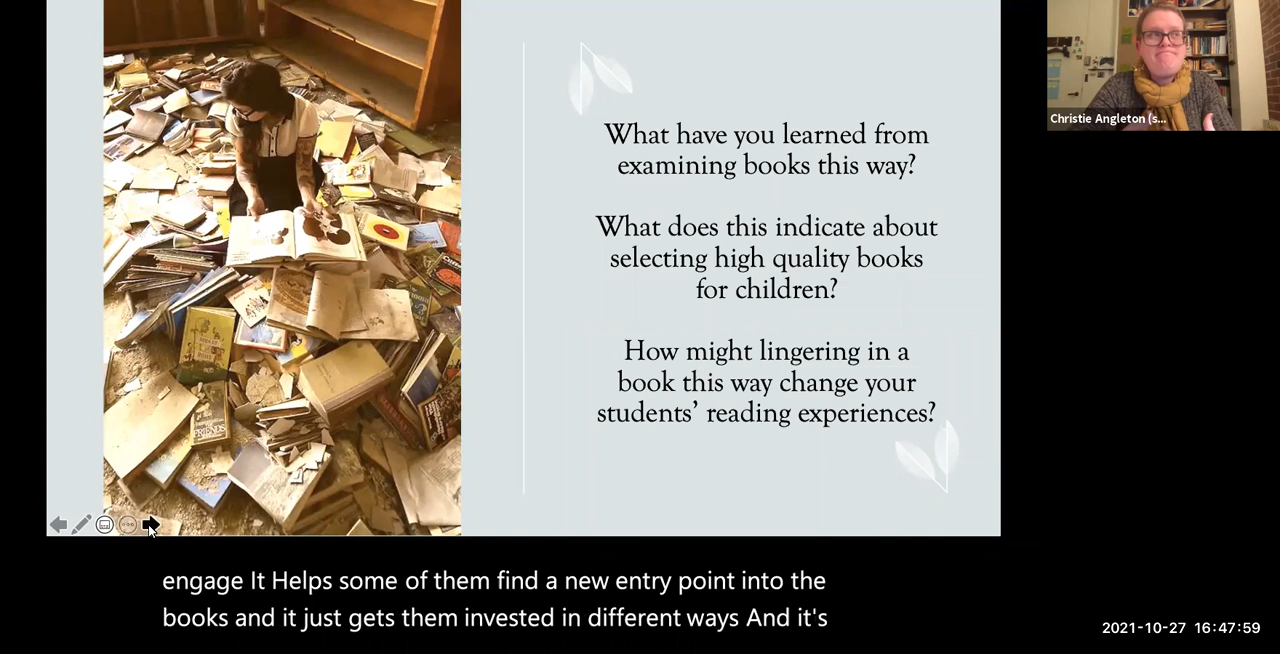 What have you learned from
examining books this way?
What does this indicate about
selecting high quality books
for children?
How might lingering in a
book this way change your
students’ reading experiences?
Christie Angleton (s...
FRIENDS
engage It Helps some of them find a new entry point into the
books and it just gets them invested in different ways And it's
2021-10-27 16:47:59